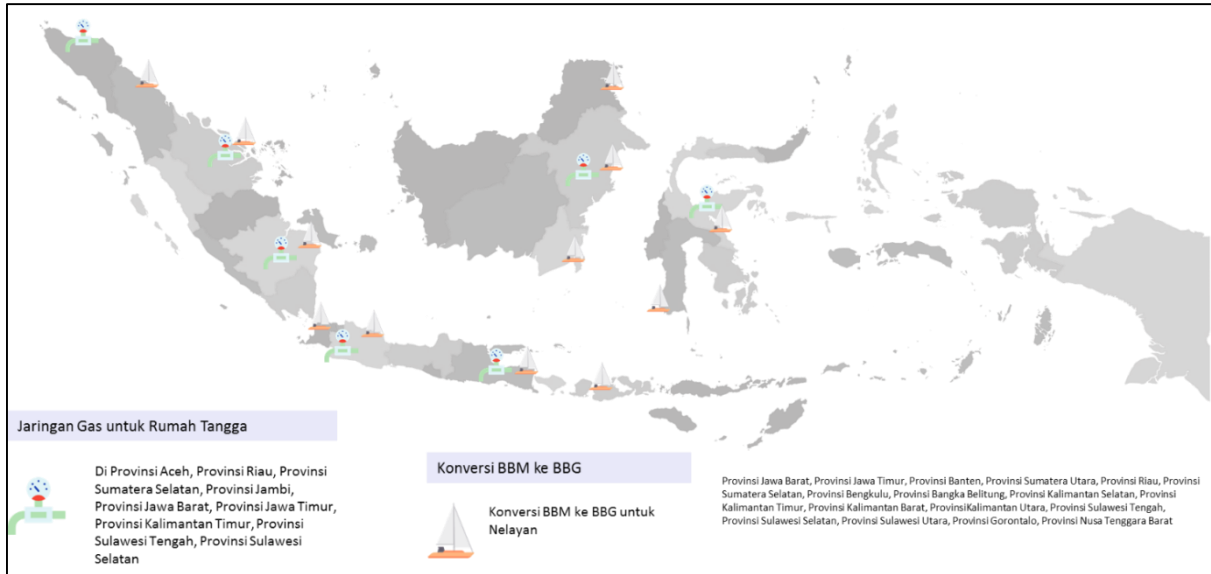 Jaringan Gas untuk Rumah Tangga
Di Provinsi Aceh, Provinsi Riau, Provinsi
Sumatera Selatan, Provinsi Jambi,
Provinsi Jawa Barat, Provinsi Jawa Timur,
Provinsi Kalimantan Timur, Provinsi
Sulawesi Tengah, Provinsi Sulawesi
Selatan
Konversi BBM ke BBG
Konversi BBM ke BBG untuk
Nelayan
Provinsi Jawa Barat, Provinsi Jawa Timur, Provinsi Banten, Provinsi Sumatera Utara, Provinsi Riau, Provinsi
Sumatera Selatan, Provinsi Bengkulu, Provinsi Bangka Belitung, Provinsi Kalimantan Selatan, Provinsi
Kalimantan Timur, Provinsi Kalimantan Barat, ProvinsiKalimantan Utara, Provinsi Sulawesi Tengah,
Provinsi Sulawesi Selatan, Provinsi Sulawesi Utara, Provinsi Gorontalo, Provinsi Nusa Tenggara Barat